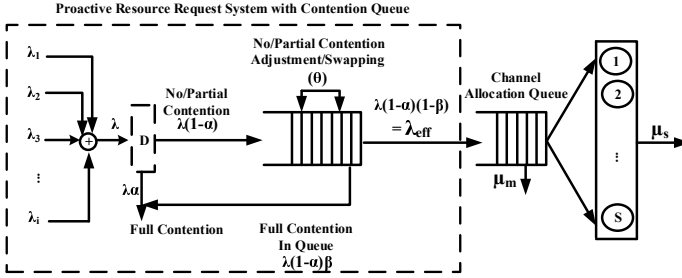 Proactive Resource Request System with Contention Queue
No/Partial Contention
Adjustment/Swapping
(θ)
Channel
Allocation Queue
λ1
λ2
λ3
⋮
λi
+
λ
D
No/Partial
Contention
λ(1-α)
λ(1-α)(1-β)
= λeff
μm
1
2
⋮
S
μs
λα
Full Contention
Full Contention
In Queue
λ(1-α)β